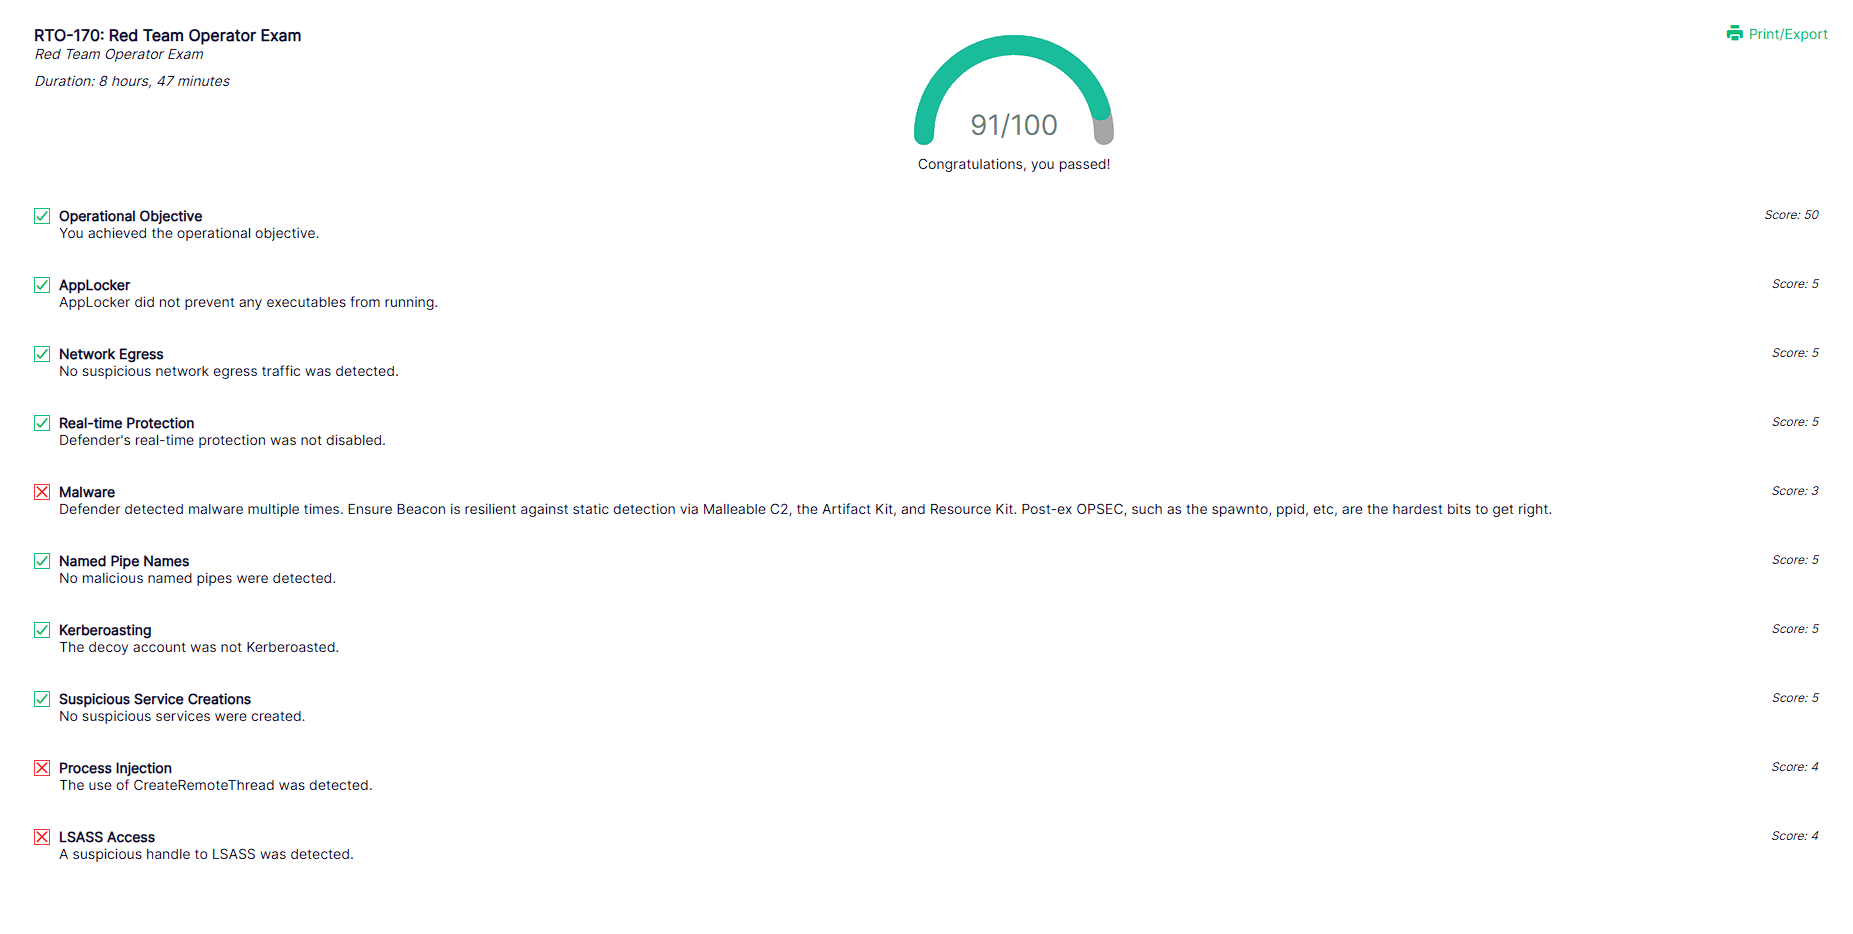 RTO-170: Red Team Operator Exam
Red Team Operator Exam
Duration: 8 hours, 47 minutes
Print/Export
91/100
Congratulations, you passed!
Operational Objective
Score: 50
You achieved the operational objective.
AppLocker
Score: 5
AppLocker did not prevent any executables from running.
Network Egress
Score: 5
No suspicious network egress traffic was detected.
Real-time Protection
Score: 5
Defender's real-time protection was not disabled.
Malware
Score: 3
Defender detected malware multiple times. Ensure Beacon is resilient against static detection via Malleable C2, the Artifact Kit, and Resource Kit. Post-ex OPSEC, such as the spawnto, ppid, etc, are the hardest bits to get right.
Named Pipe Names
Score: 5
No malicious named pipes were detected.
Kerberoasting
Score: 5
The decoy account was not Kerberoasted.
Suspicious Service Creations
Score: 5
No suspicious services were created.
Process Injection
Score: 4
The use of CreateRemoteThread was detected.
LSASS Access
Score: 4
A suspicious handle to LSASS was detected.